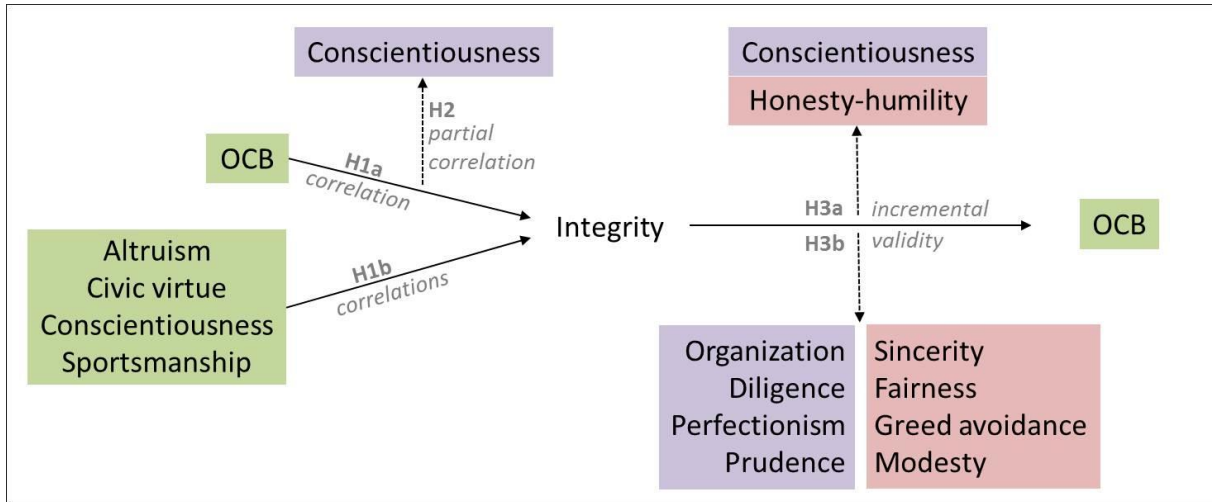 Conscientiousness
H2
partial
correlation
OCB
H1a
correlation
Altruism
Civic virtue
Conscientiousness
Sportsmanship
H1b
correlations
Integrity
Conscientiousness
Honesty-humility
H3a incremental
H3b validity
OCB
Organization
Diligence
Perfectionism
Prudence
Sincerity
Fairness
Greed avoidance
Modesty